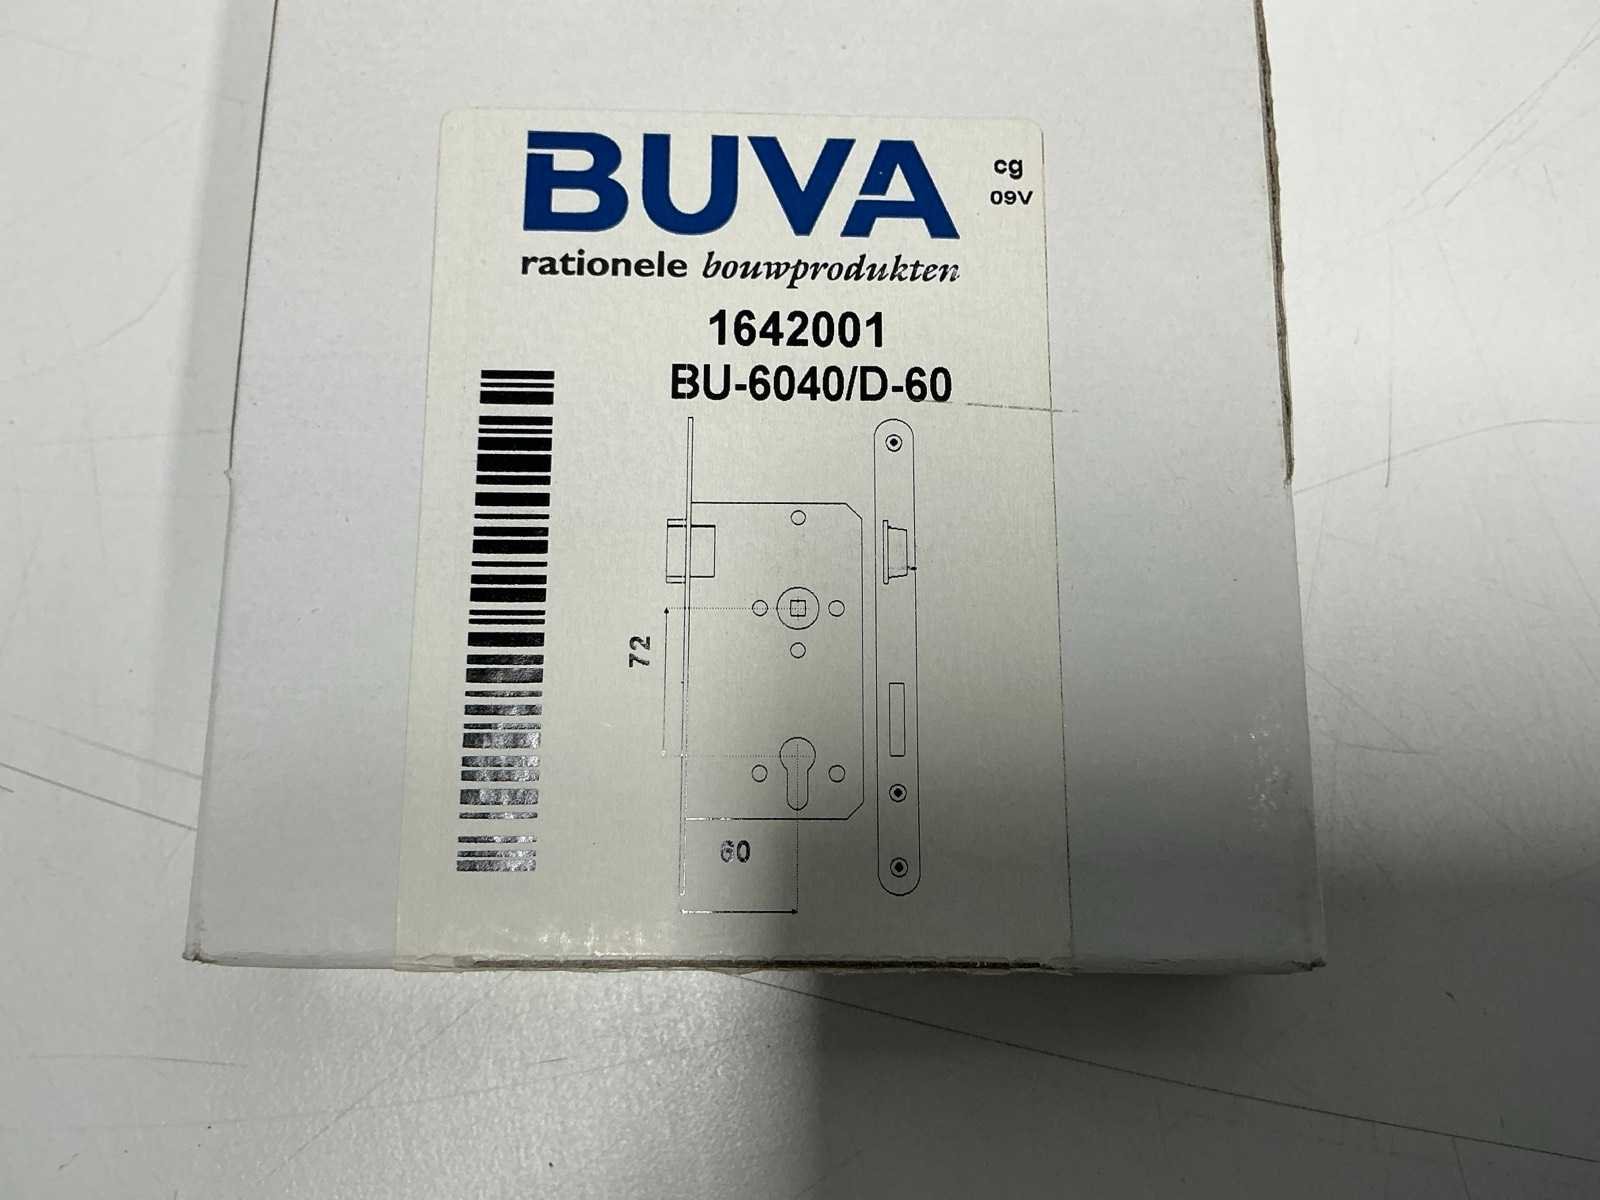 BUVA
cg
09V
rationele bouwprodukten
1642001
BU-6040/D-60
72
60